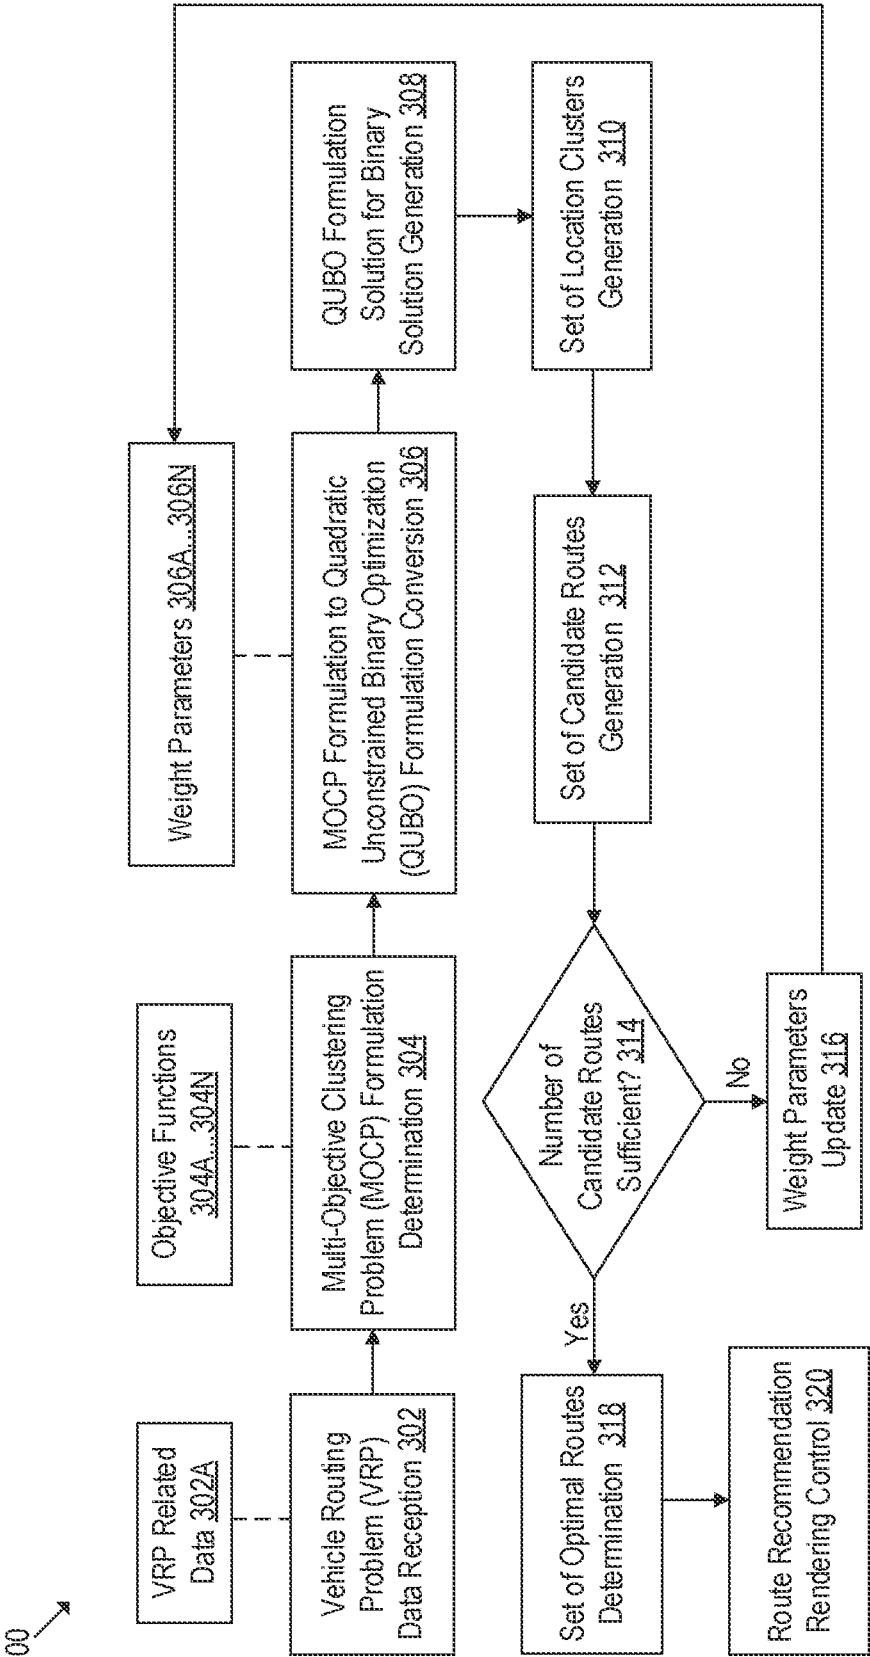 00
VRP Related
Data 302A
Objective Functions
304A...304N
Weight Parameters 306A...306N
Vehicle Routing
Problem (VRP)
Data Reception 302
Multi-Objective Clustering
Problem (MOCP) Formulation
Determination 304
MOCP Formulation to Quadratic
Unconstrained Binary Optimization
(QUBO) Formulation Conversion 306
QUBO Formulation
Solution for Binary
Solution Generation 308
Set of Location Clusters
Generation 310
Set of Candidate Routes
Generation 312
Number of
Candidate Routes
Sufficient? 314
Yes
No
Weight Parameters
Update 316
Set of Optimal Routes
Determination 318
Route Recommendation
Rendering Control 320